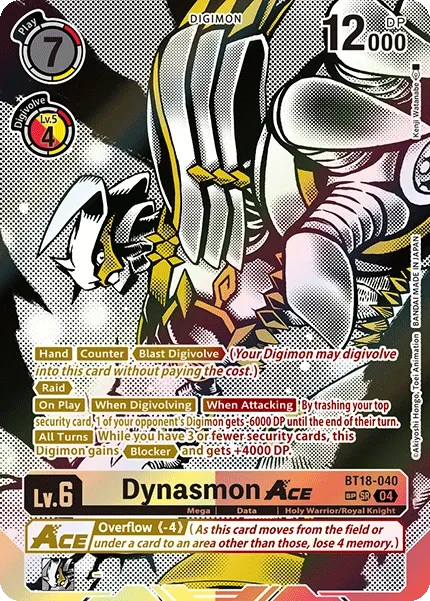 Play
7
DIGIMON
12000 DP
Digivolve
Lv.5
4
Kenji Watanabe
©Akiyoshi Hongo, Toei Animation BANDAI MADE IN JAPAN
Hand Counter Blast Digivolve (Your Digimon may digivolve
into this card without paying the cost.)
Raid
On Play When Digivolving When Attacking By trashing your top
security card, 1 of your opponent's Digimon gets -6000 DP until the end of their turn.
All Turns While you have 3 or fewer security cards, this
Digimon gains Blocker and gets +4000 DP.
Lv.6 Dynasmon ACE BT18-040
SP SR 04
Mega Data Holy Warrior/Royal Knight
ACE Overflow ⟨-4⟩ (As this card moves from the field or
under a card to an area other than those, lose 4 memory.)